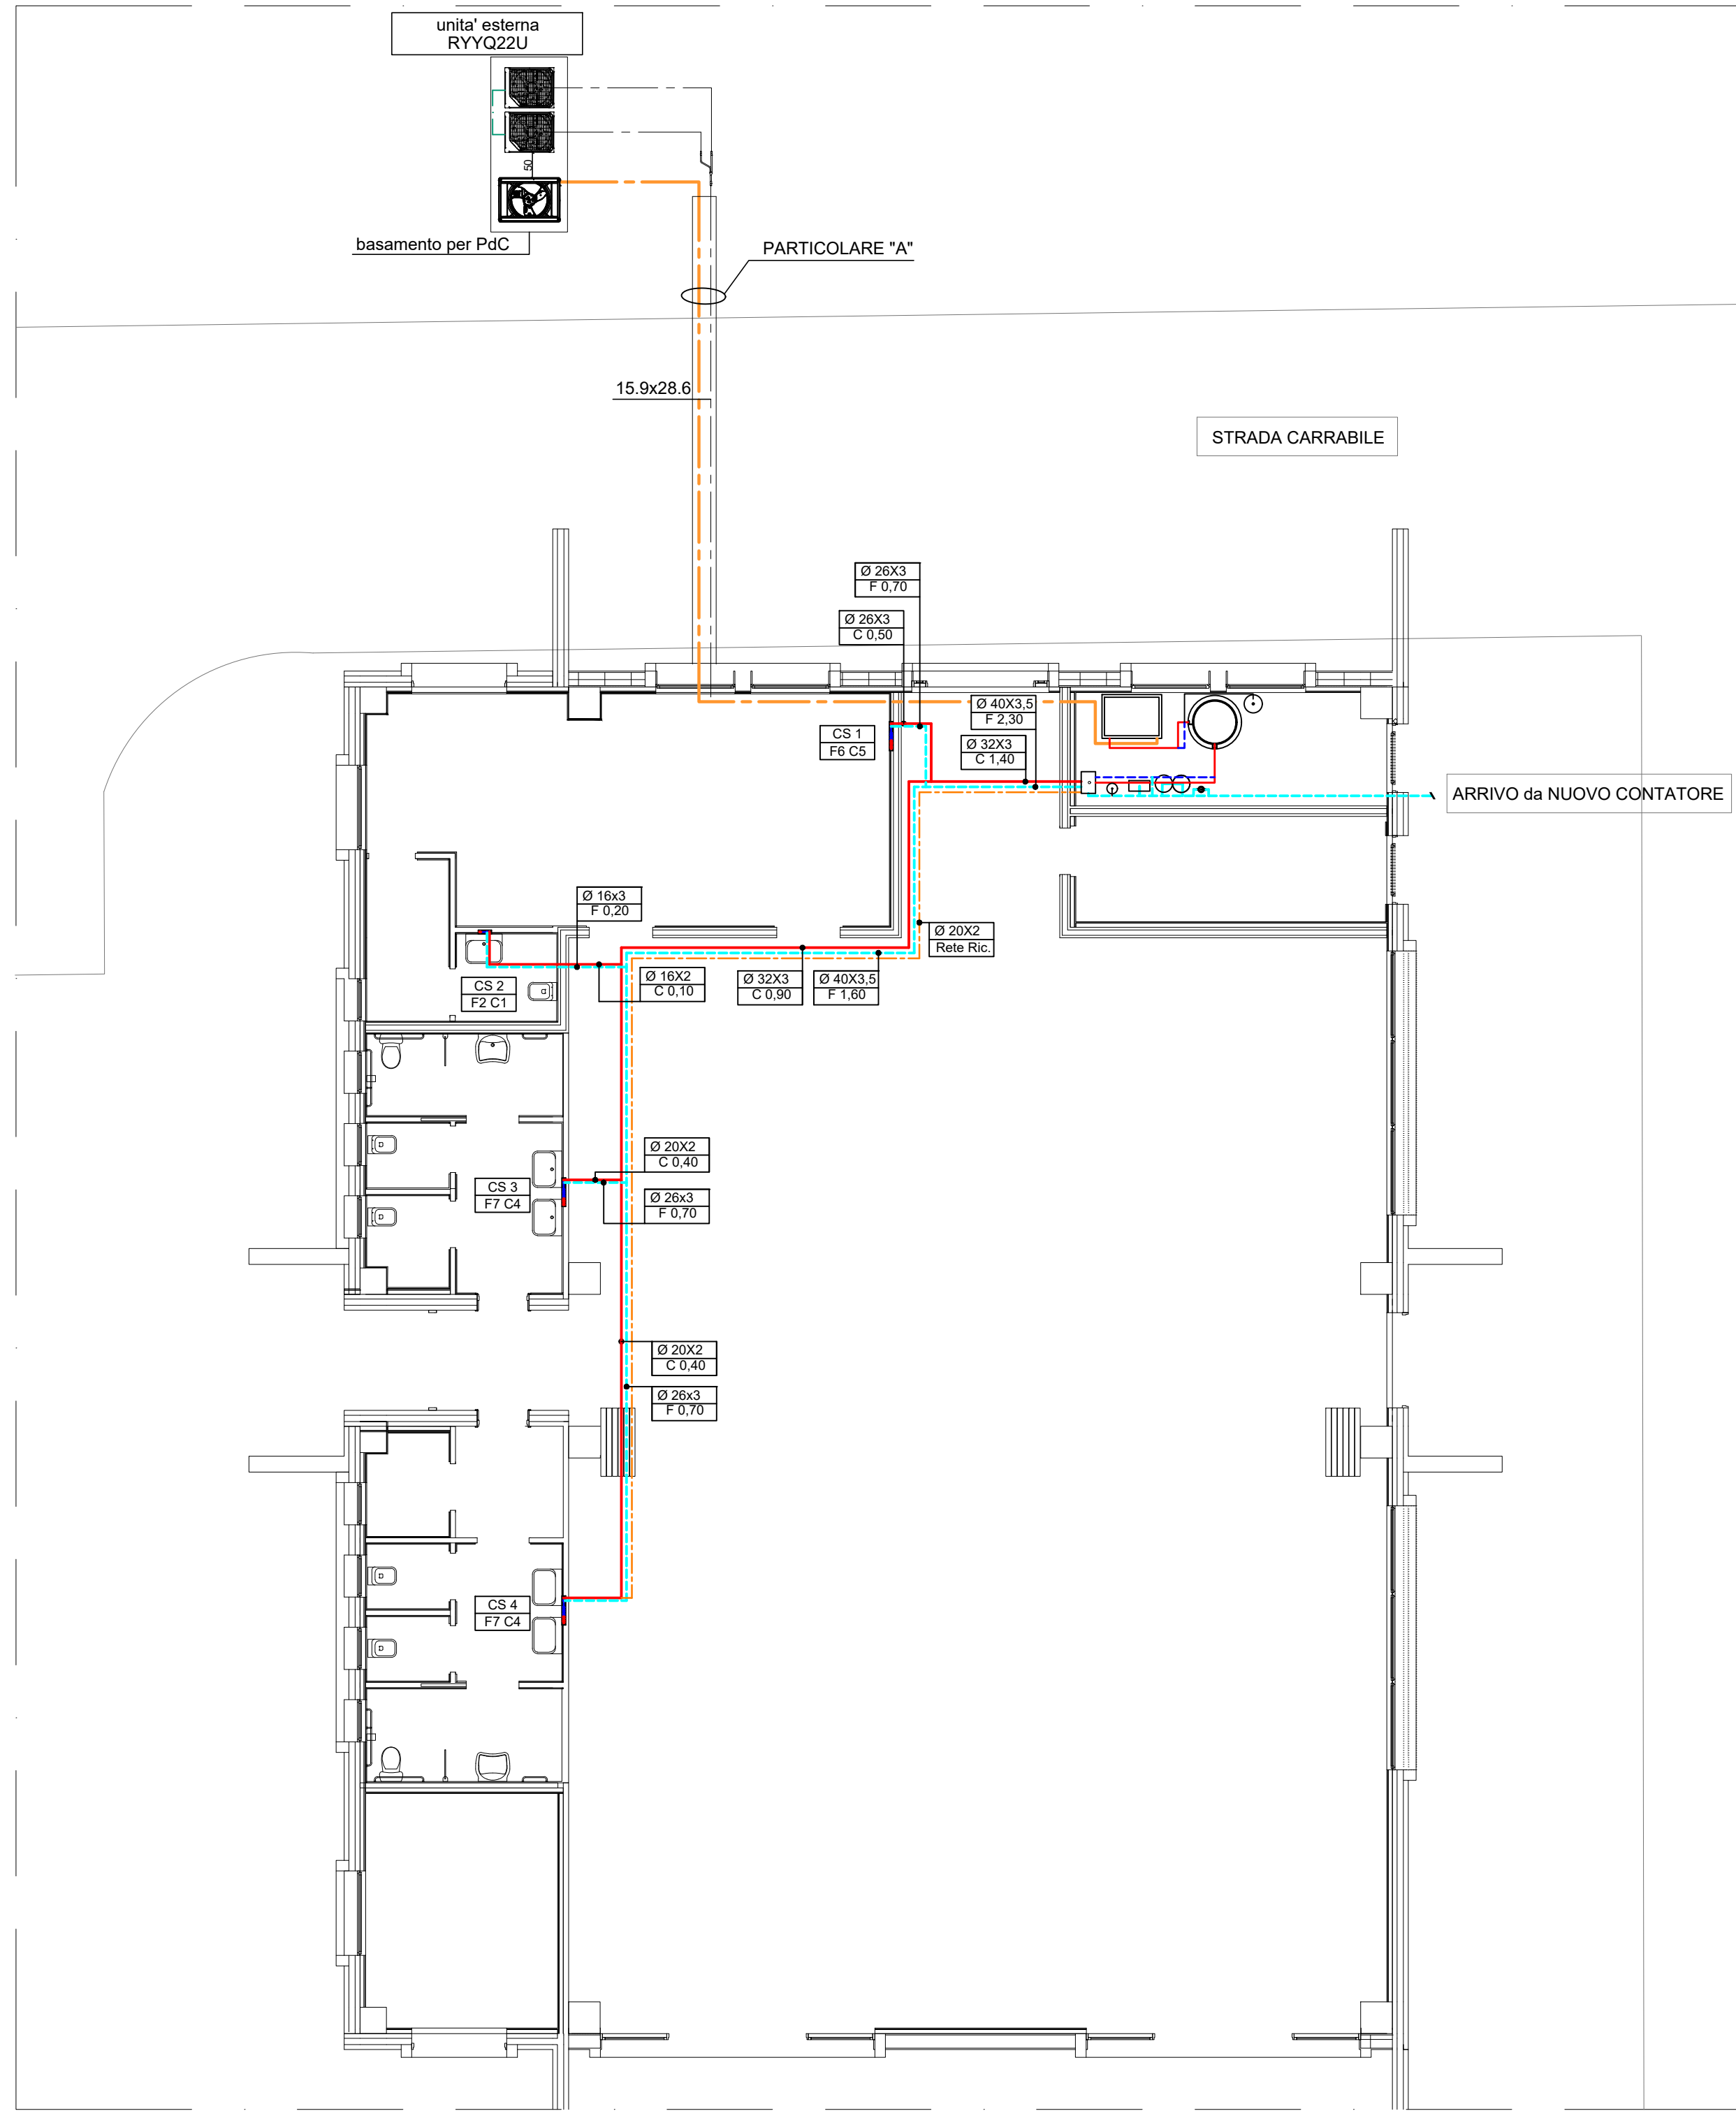 unita' esterna
RYYQ22U
50
basamento per PdC
PARTICOLARE "A"
15.9x28.6
STRADA CARRABILE
Ø 26X3
F 0,70
Ø 26X3
C 0,50
Ø 40X3,5
F 2,30
CS 1
F6 C5
Ø 32X3
C 1,40
ARRIVO da NUOVO CONTATORE
Ø 16x3
F 0,20
Ø 20X2
Rete Ric.
CS 2
F2 C1
Ø 16X2
C 0,10
Ø 32X3
C 0,90
Ø 40X3,5
F 1,60
Ø 20X2
C 0,40
CS 3
F7 C4
Ø 26x3
F 0,70
Ø 20X2
C 0,40
Ø 26x3
F 0,70
CS 4
F7 C4